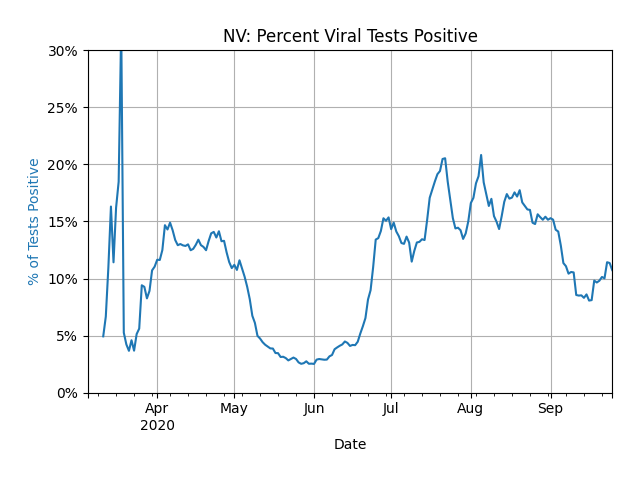 NV: Percent Viral Tests Positive
30%
25%
20%
15%
10%
5%
0%
% of Tests Positive
Apr May Jun Jul Aug Sep
2020
Date